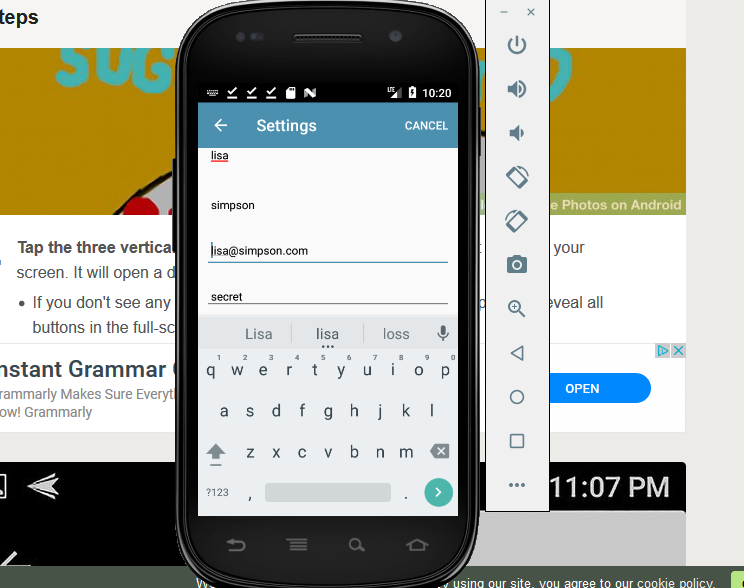 teps
SUG
e Photos on Android
LTE
10:20
Settings
CANCEL
lisa
simpson
lisa@simpson.com
secret
Tap the three vertica
your
screen. It will open a d
• If you don't see any
eveal all
buttons in the full-sc
nstant Grammar
rammarly Makes Sure Everyt
ow! Grammarly
OPEN
Lisa lisa loss
1 2 3 4 5 6 7 8 9 0
q w e r t y u i o p
a s d f g h j k l
z x c v b n m
?123 , .
11:07 PM
using our site, you agree to our cookie policy.